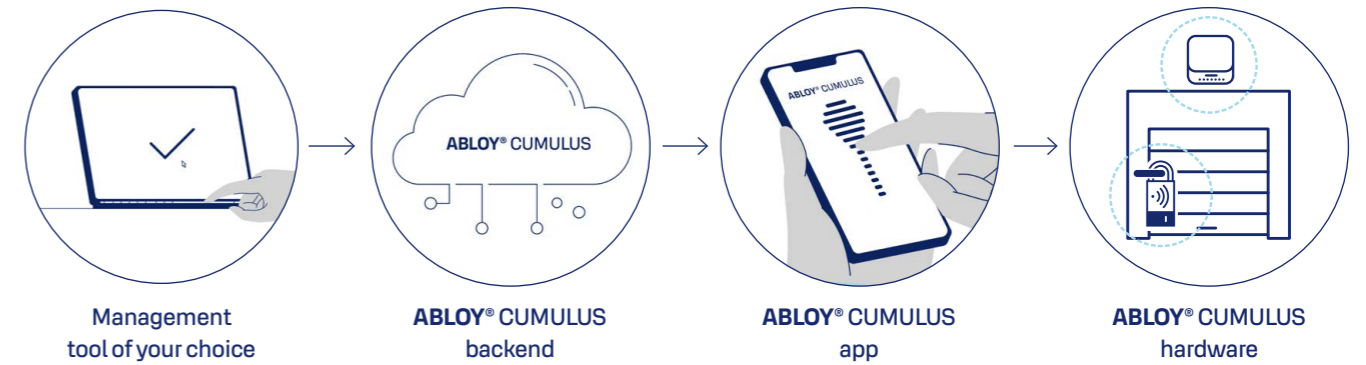 ABLOY® CUMULUS
ABLOY® CUMULUS
Management
tool of your choice
ABLOY® CUMULUS
backend
ABLOY® CUMULUS
app
ABLOY® CUMULUS
hardware